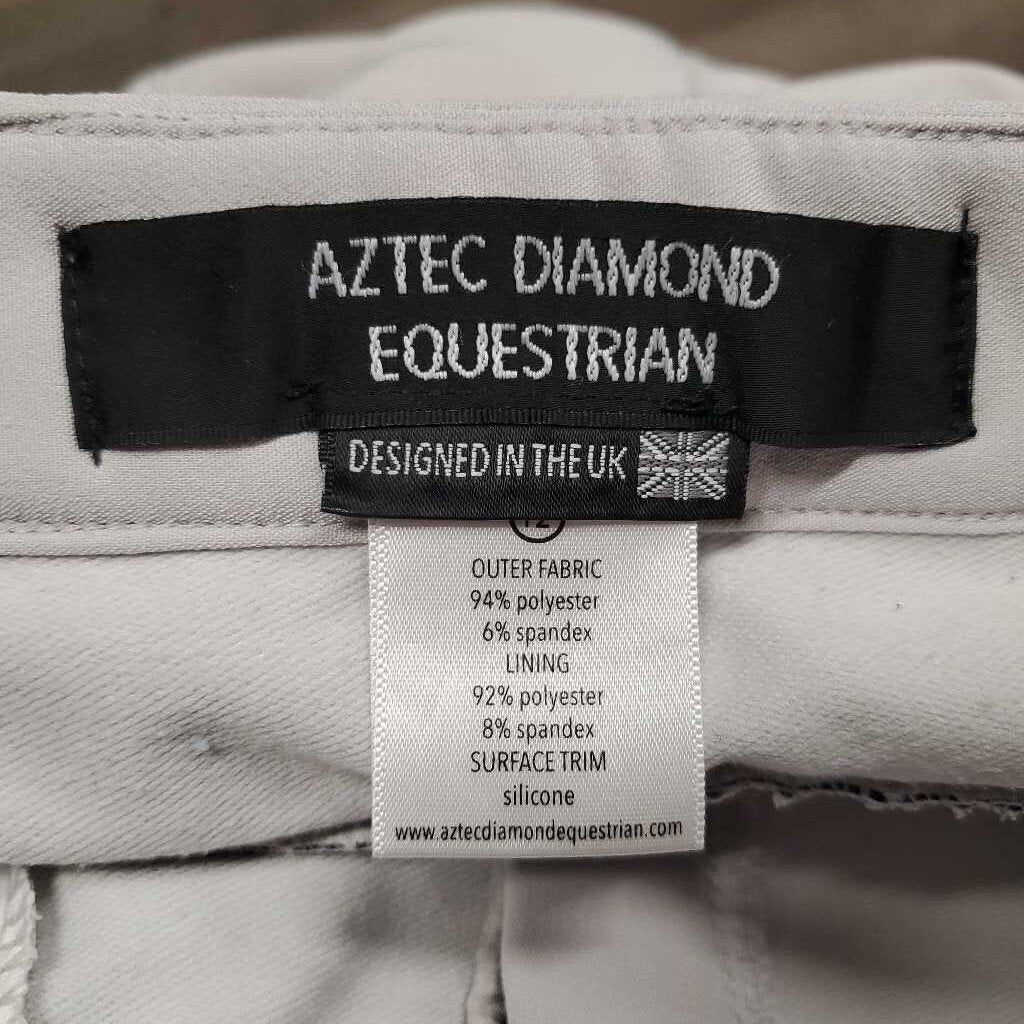 AZTEC DIAMOND
EQUESTRIAN
DESIGNED IN THE UK
OUTER FABRIC
94% polyester
6% spandex
LINING
92% polyester
8% spandex
SURFACE TRIM
silicone
www.aztecdiamondequestrian.com